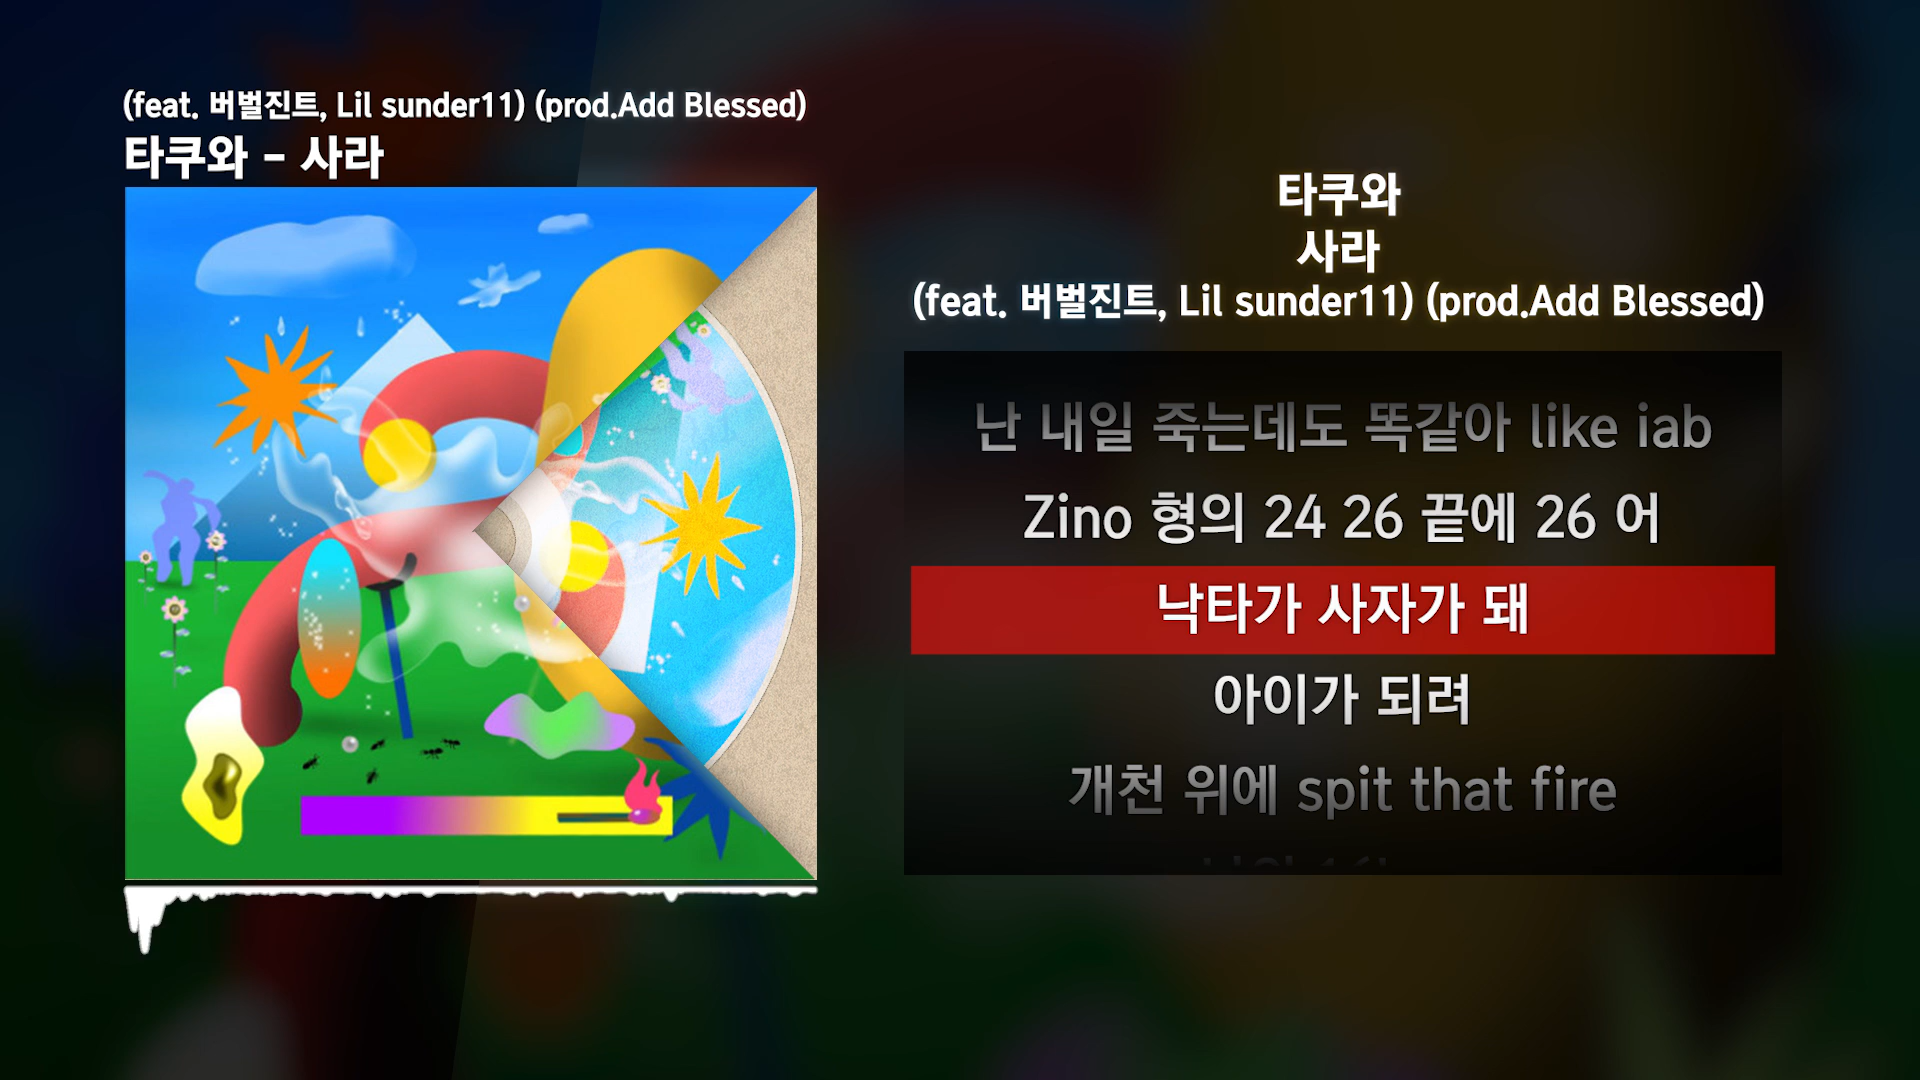 (feat. 버벌진트, Lil sunder11) (prod.Add Blessed)
타쿠와 - 사라
타쿠와
사라
(feat. 버벌진트, Lil sunder11) (prod.Add Blessed)
난 내일 죽는데도 똑같아 like iab
Zino 형의 24 26 끝에 26 어
낙타가 사자가 돼
아이가 되려
개천 위에 spit that fire